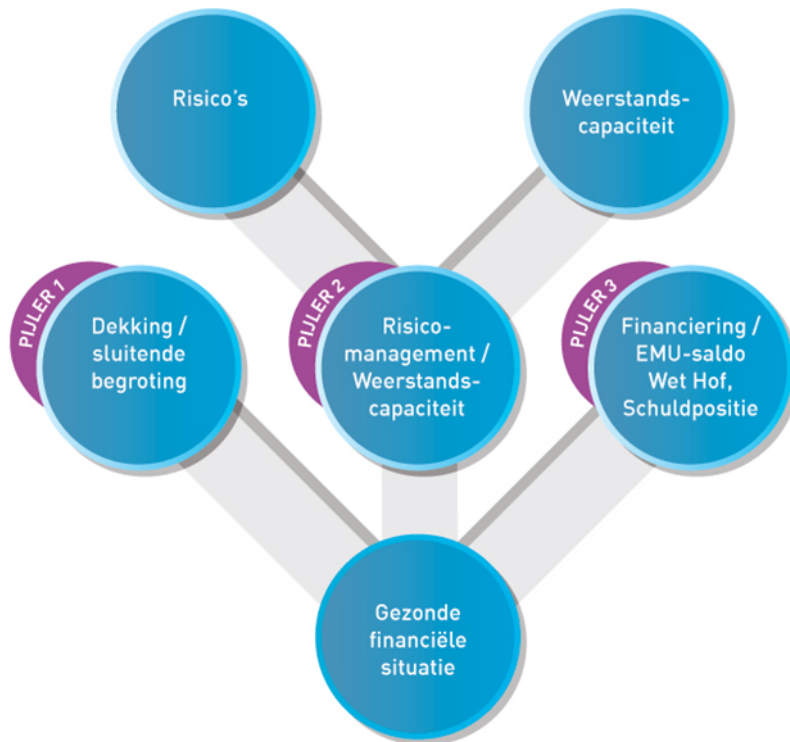 Risico's
Weerstands-
capaciteit
PIJLER 1
Dekking /
sluitende
begroting
PIJLER 2
Risico-
management /
Weerstands-
capaciteit
PIJLER 3
Financiering /
EMU-saldo
Wet Hof,
Schuldpositie
Gezonde
financiële
situatie